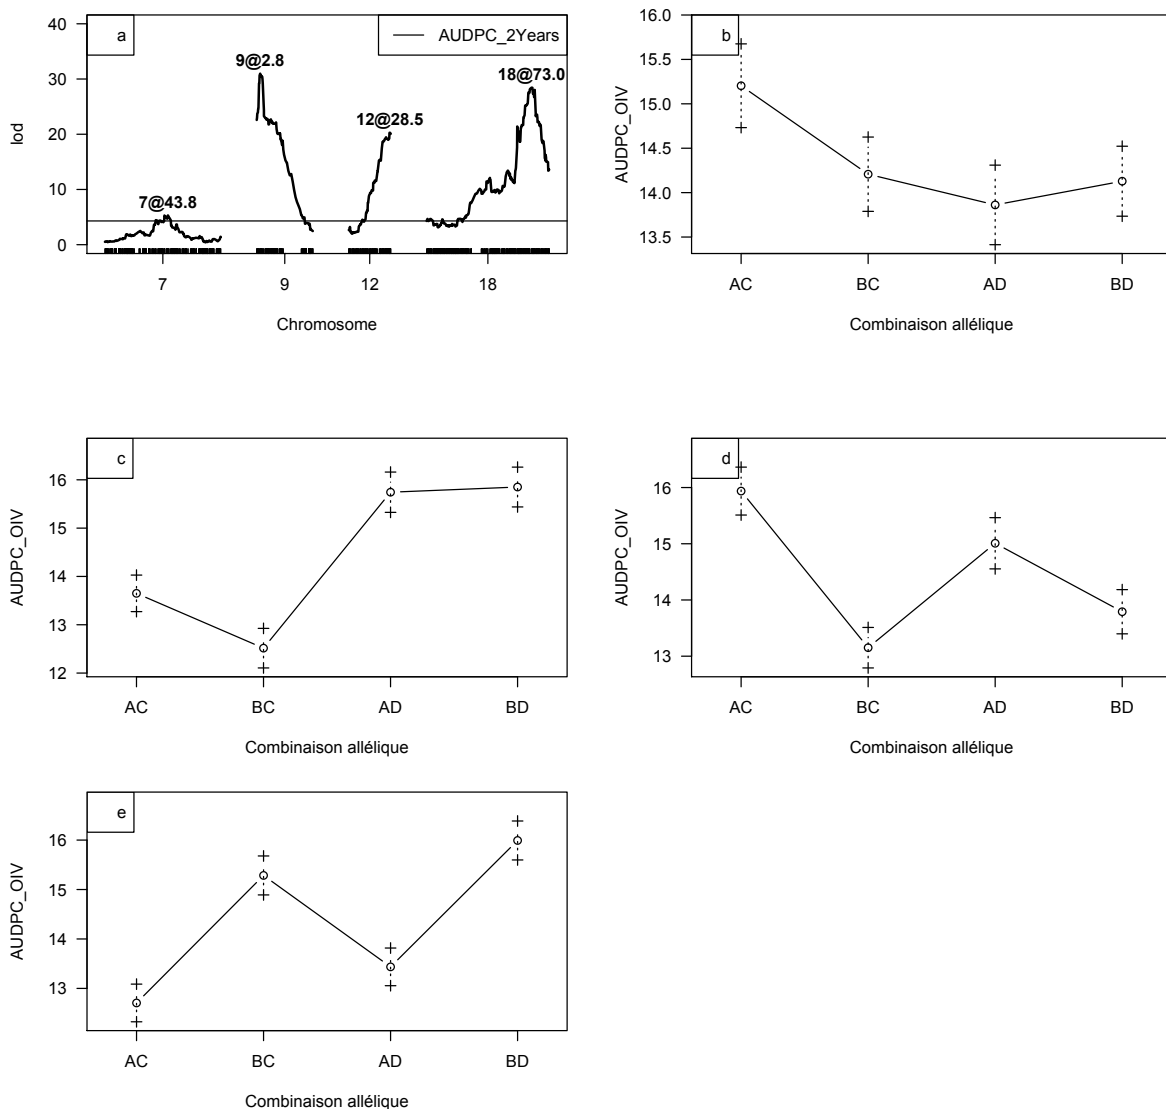 a
AUDPC_2Years
40
30
20
10
0
lod
9@2.8
18@73.0
12@28.5
7@43.8
7 9 12 18
Chromosome
b
16.0
15.5
15.0
14.5
14.0
13.5
AUDPC_OIV
AC BC AD BD
Combinaison allélique
c
16
15
14
13
12
AUDPC_OIV
AC BC AD BD
Combinaison allélique
d
16
15
14
13
AUDPC_OIV
AC BC AD BD
Combinaison allélique
e
16
15
14
13
AUDPC_OIV
AC BC AD BD
Combinaison allélique